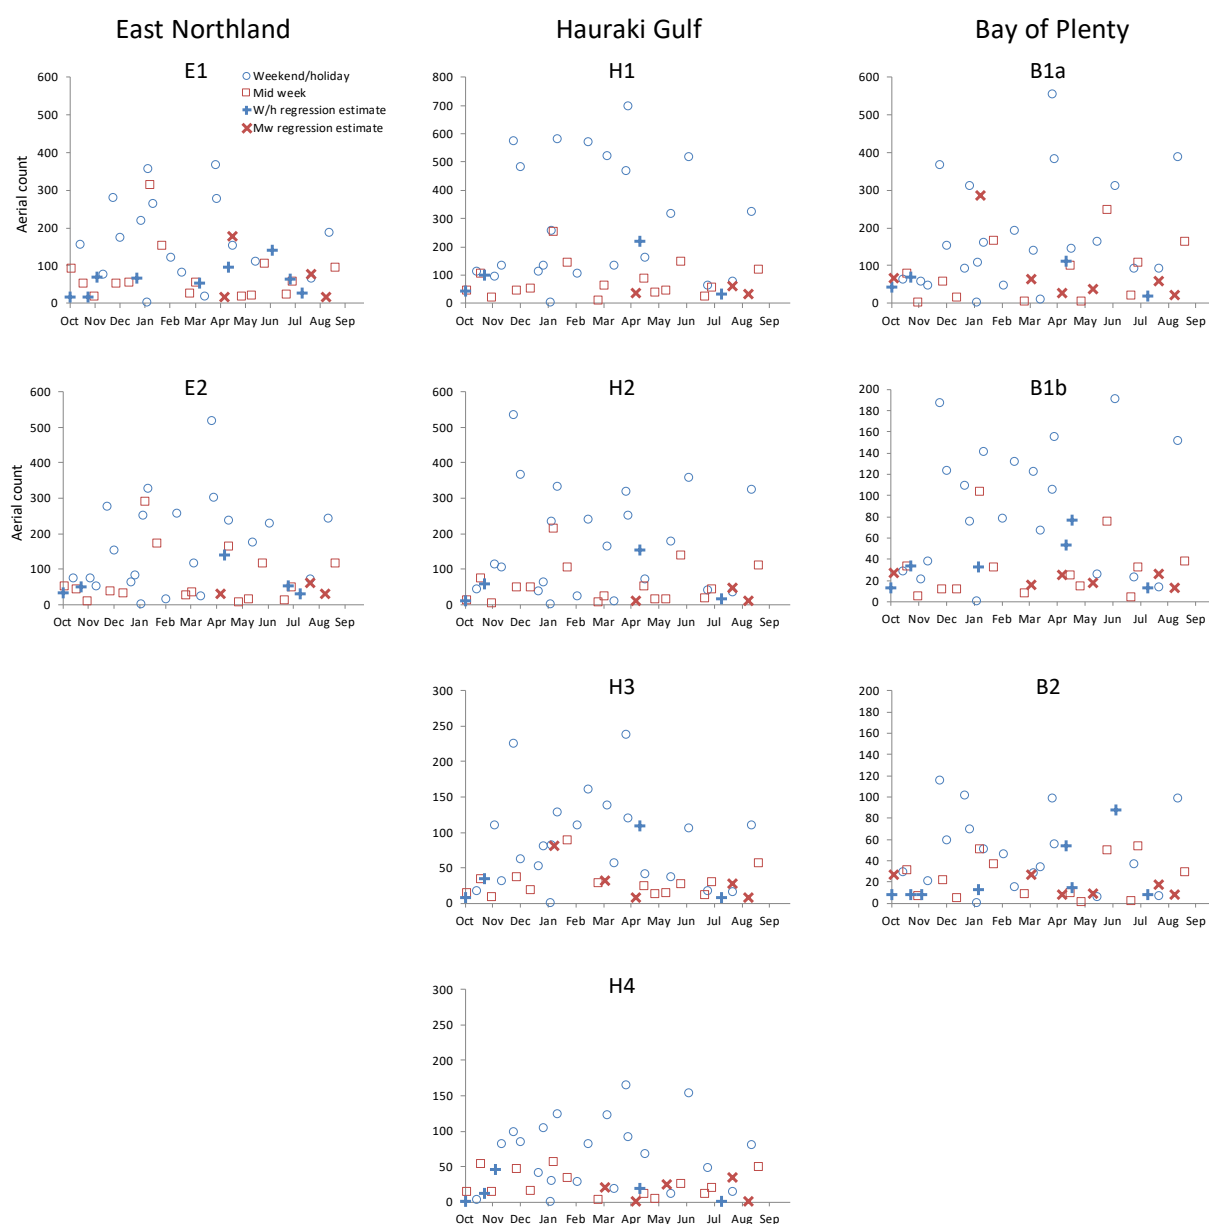 East Northland
Hauraki Gulf
Bay of Plenty
E1
Weekend/holiday
Mid week
W/h regression estimate
Mw regression estimate
Aerial count
600
500
400
300
200
100
0
Oct Nov Dec Jan Feb Mar Apr May Jun Jul Aug Sep
H1
800
700
600
500
400
300
200
100
0
Oct Nov Dec Jan Feb Mar Apr May Jun Jul Aug Sep
B1a
600
500
400
300
200
100
0
Oct Nov Dec Jan Feb Mar Apr May Jun Jul Aug Sep
E2
Aerial count
600
500
400
300
200
100
0
Oct Nov Dec Jan Feb Mar Apr May Jun Jul Aug Sep
H2
600
500
400
300
200
100
0
Oct Nov Dec Jan Feb Mar Apr May Jun Jul Aug Sep
B1b
200
180
160
140
120
100
80
60
40
20
0
Oct Nov Dec Jan Feb Mar Apr May Jun Jul Aug Sep
H3
300
250
200
150
100
50
0
Oct Nov Dec Jan Feb Mar Apr May Jun Jul Aug Sep
B2
200
180
160
140
120
100
80
60
40
20
0
Oct Nov Dec Jan Feb Mar Apr May Jun Jul Aug Sep
H4
300
250
200
150
100
50
0
Oct Nov Dec Jan Feb Mar Apr May Jun Jul Aug Sep